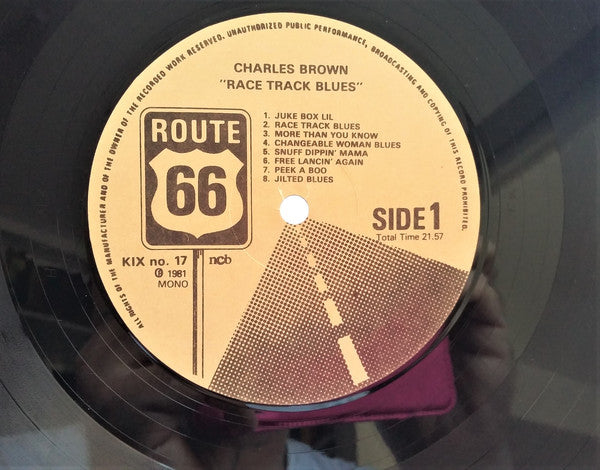 ALL RIGHTS OF THE MANUFACTURER AND OF THE OWNER OF THE RECORDED WORK RESERVED. UNAUTHORIZED PUBLIC PERFORMANCE, BROADCASTING AND COPYING OF THIS RECORD PROHIBITED.
CHARLES BROWN
"RACE TRACK BLUES"
1. JUKE BOX LIL
2. RACE TRACK BLUES
3. MORE THAN YOU KNOW
4. CHANGEABLE WOMAN BLUES
5. SNUFF DIPPIN' MAMA
6. FREE LANCIN' AGAIN
7. PEEK A BOO
8. JILTED BLUES
ROUTE
66
SIDE 1
Total Time 21.57
KIX no. 17
ncb
℗ 1981
MONO